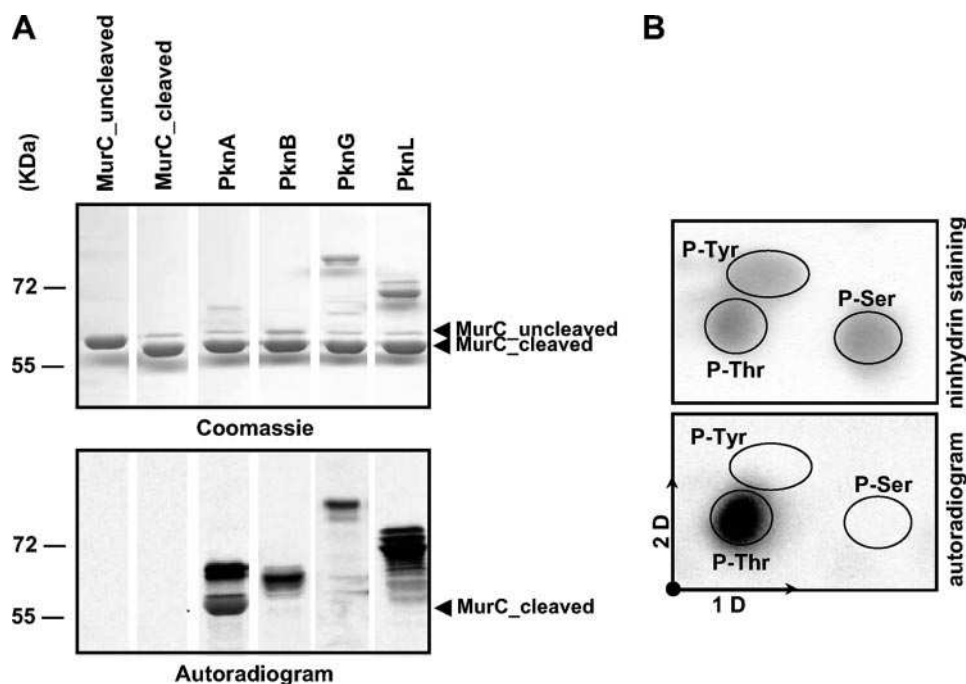 A
(KDa)
MurC_uncleaved
MurC_cleaved
PknA
PknB
PknG
PknL
72
55
MurC_uncleaved
MurC_cleaved
Coomassie
72
55
MurC_cleaved
Autoradiogram
B
P-Tyr
P-Ser
P-Thr
ninhydrin staining
P-Tyr
P-Ser
P-Thr
2 D
1 D
autoradiogram